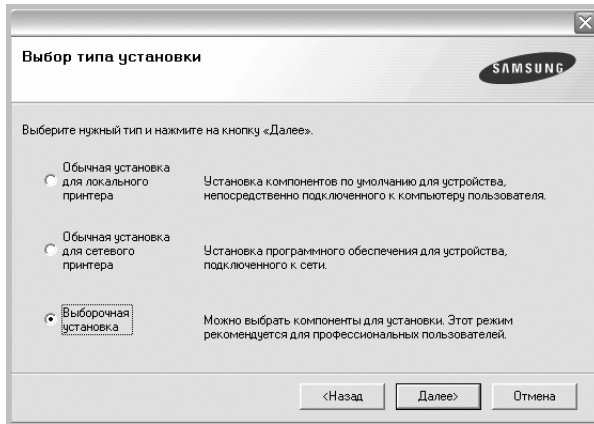 Выбор типа установки
SAMSUNG
Выберите нужный тип и нажмите на кнопку «Далее».
Обычная установка
для локального
принтера
Установка компонентов по умолчанию для устройства,
непосредственно подключенного к компьютеру пользователя.
Обычная установка
для сетевого
принтера
Установка программного обеспечения для устройства,
подключенного к сети.
Выборочная
установка
Можно выбрать компоненты для установки. Этот режим
рекомендуется для профессиональных пользователей.
<Назад
Далее>
Отмена